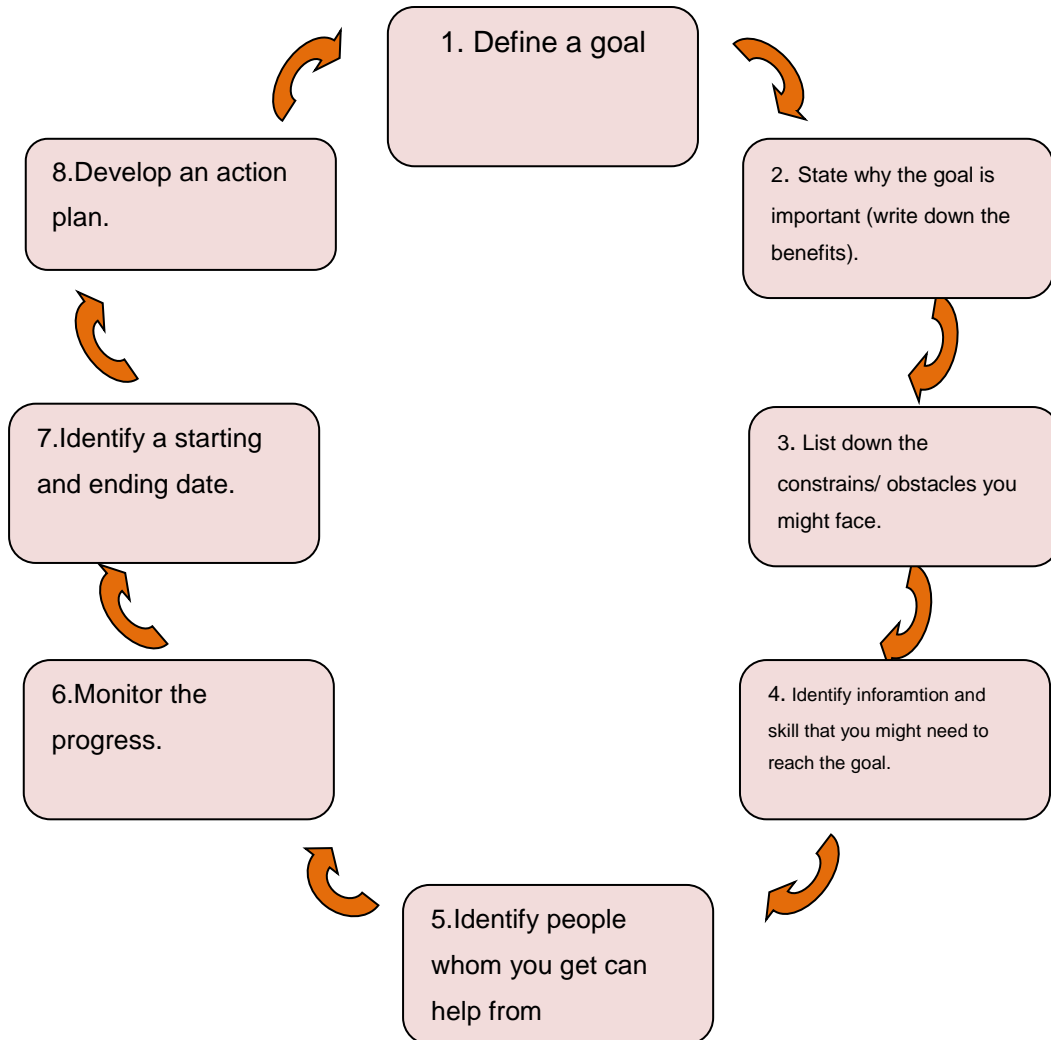 1. Define a goal
2. State why the goal is
important (write down the
benefits).
3. List down the
constrains/ obstacles you
might face.
4. Identify inforamtion and
skill that you might need to
reach the goal.
5.Identify people
whom you get can
help from
6.Monitor the
progress.
7.Identify a starting
and ending date.
8.Develop an action
plan.